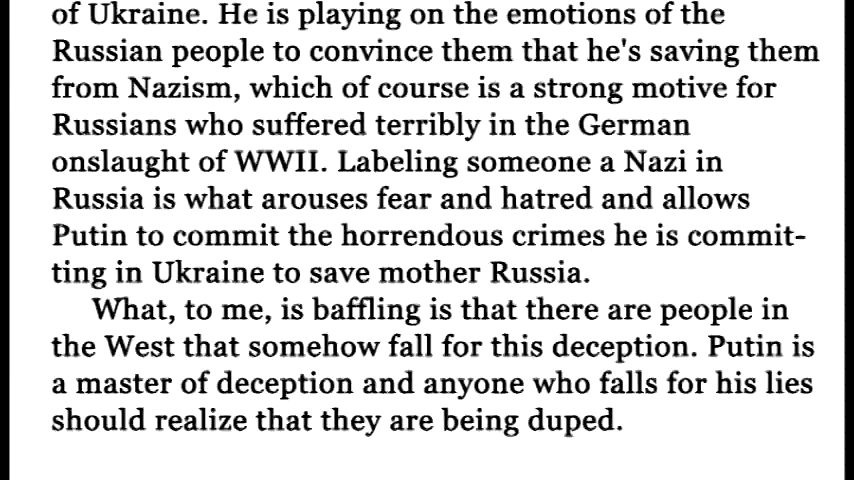 of Ukraine. He is playing on the emotions of the
Russian people to convince them that he's saving them
from Nazism, which of course is a strong motive for
Russians who suffered terribly in the German
onslaught of WWII. Labeling someone a Nazi in
Russia is what arouses fear and hatred and allows
Putin to commit the horrendous crimes he is commit-
ting in Ukraine to save mother Russia.
What, to me, is baffling is that there are people in
the West that somehow fall for this deception. Putin is
a master of deception and anyone who falls for his lies
should realize that they are being duped.